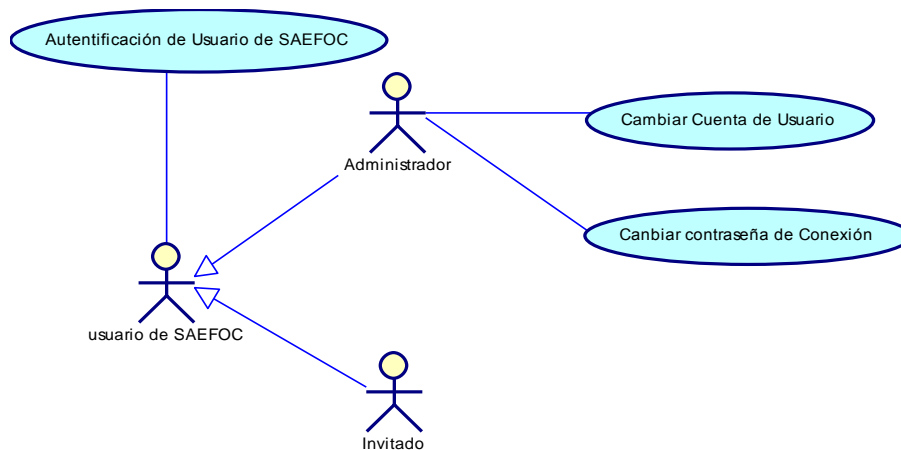 Autentificación de Usuario de SAEFOC
Cambiar Cuenta de Usuario
Administrador
Canbiar contraseña de Conexión
usuario de SAEFOC
Invitado